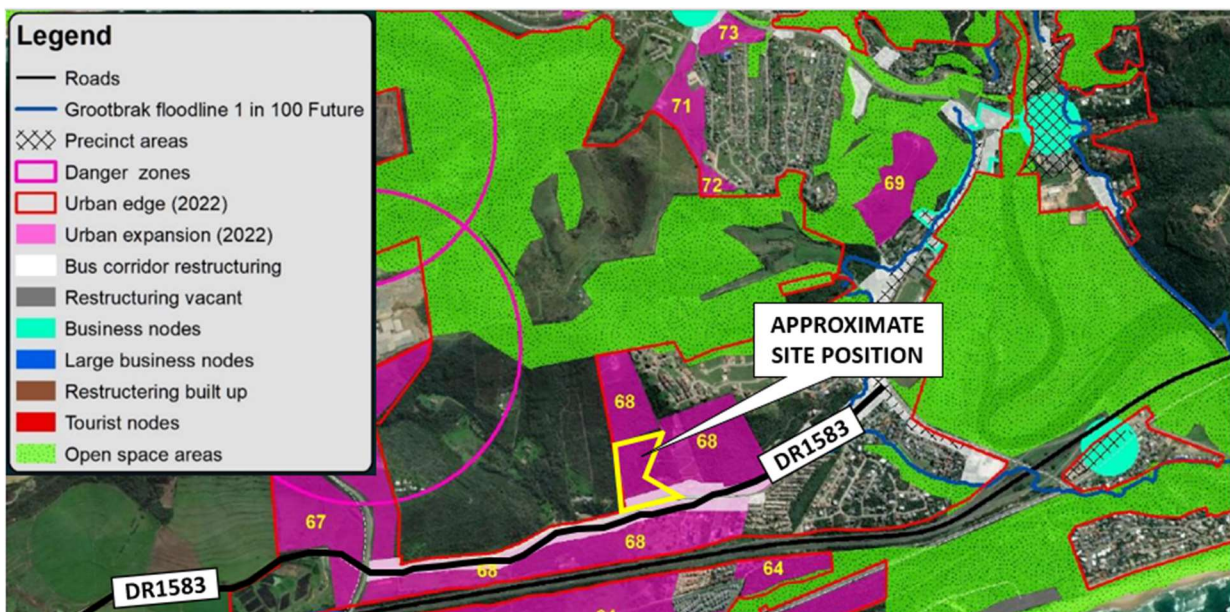 Legend
Roads
Grootbrak floodline 1 in 100 Future
Precinct areas
Danger zones
Urban edge (2022)
Urban expansion (2022)
Bus corridor restructuring
Restructuring vacant
Business nodes
Large business nodes
Restructering built up
Tourist nodes
Open space areas
73
71
72
69
APPROXIMATE
SITE POSITION
68
68
DR1583
67
68
68
64
DR1583